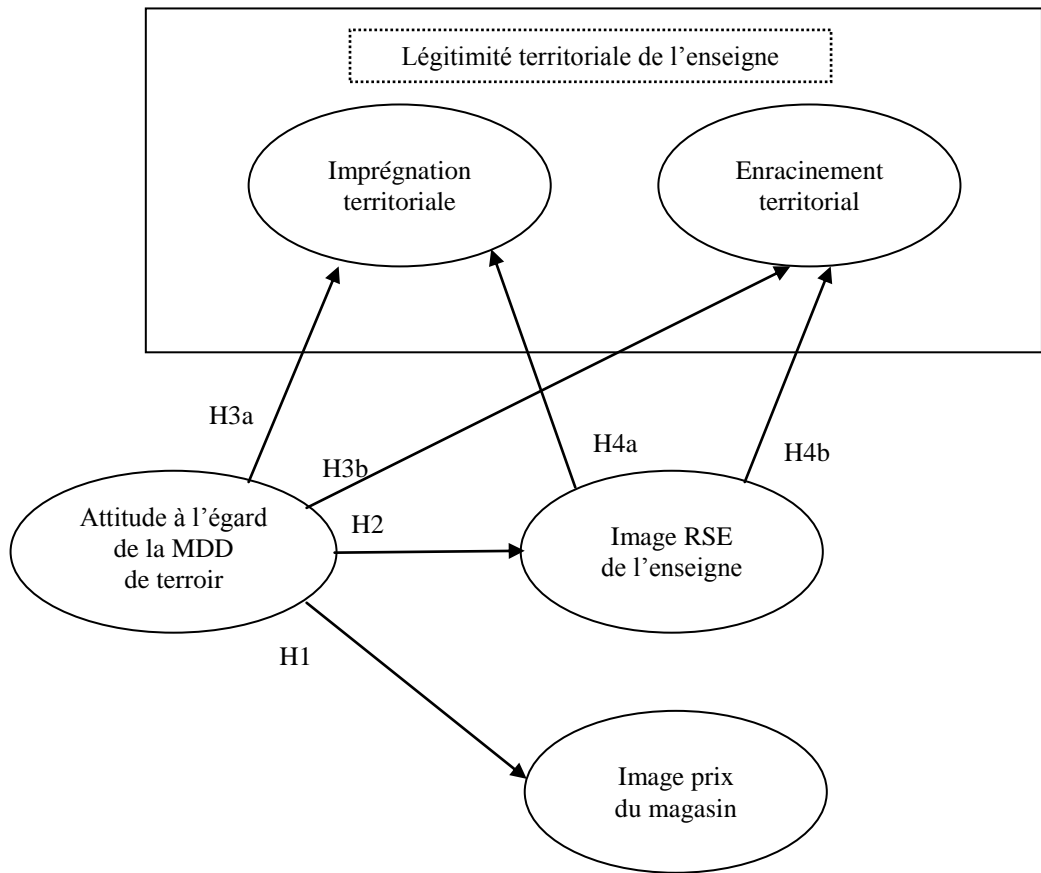 Légitimité territoriale de l’enseigne
Imprégnation
territoriale
Enracinement
territorial
H3a
H3b
H4a
H4b
Attitude à l’égard
de la MDD
de terroir
H2
Image RSE
de l’enseigne
H1
Image prix
du magasin